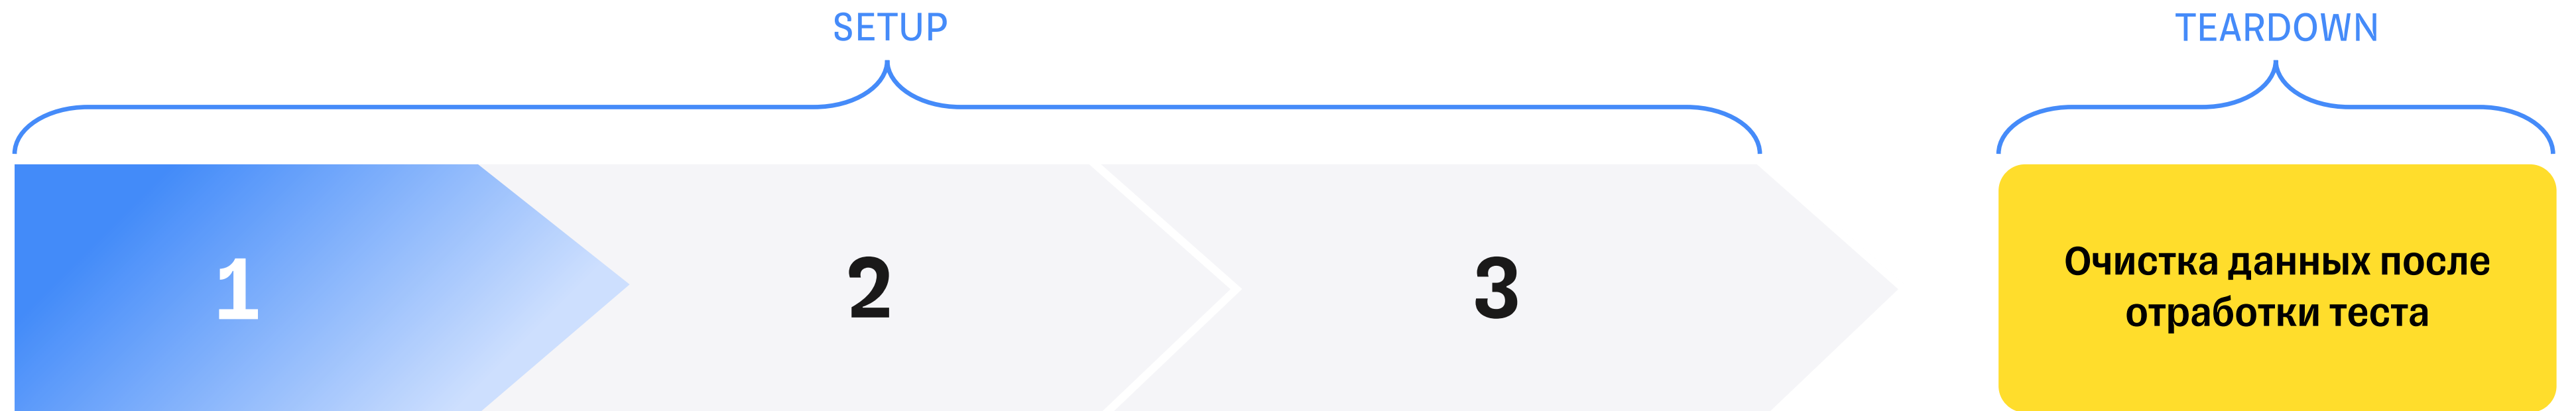 SETUP
TEARDOWN
1
2
3
Очистка данных после
отработки теста